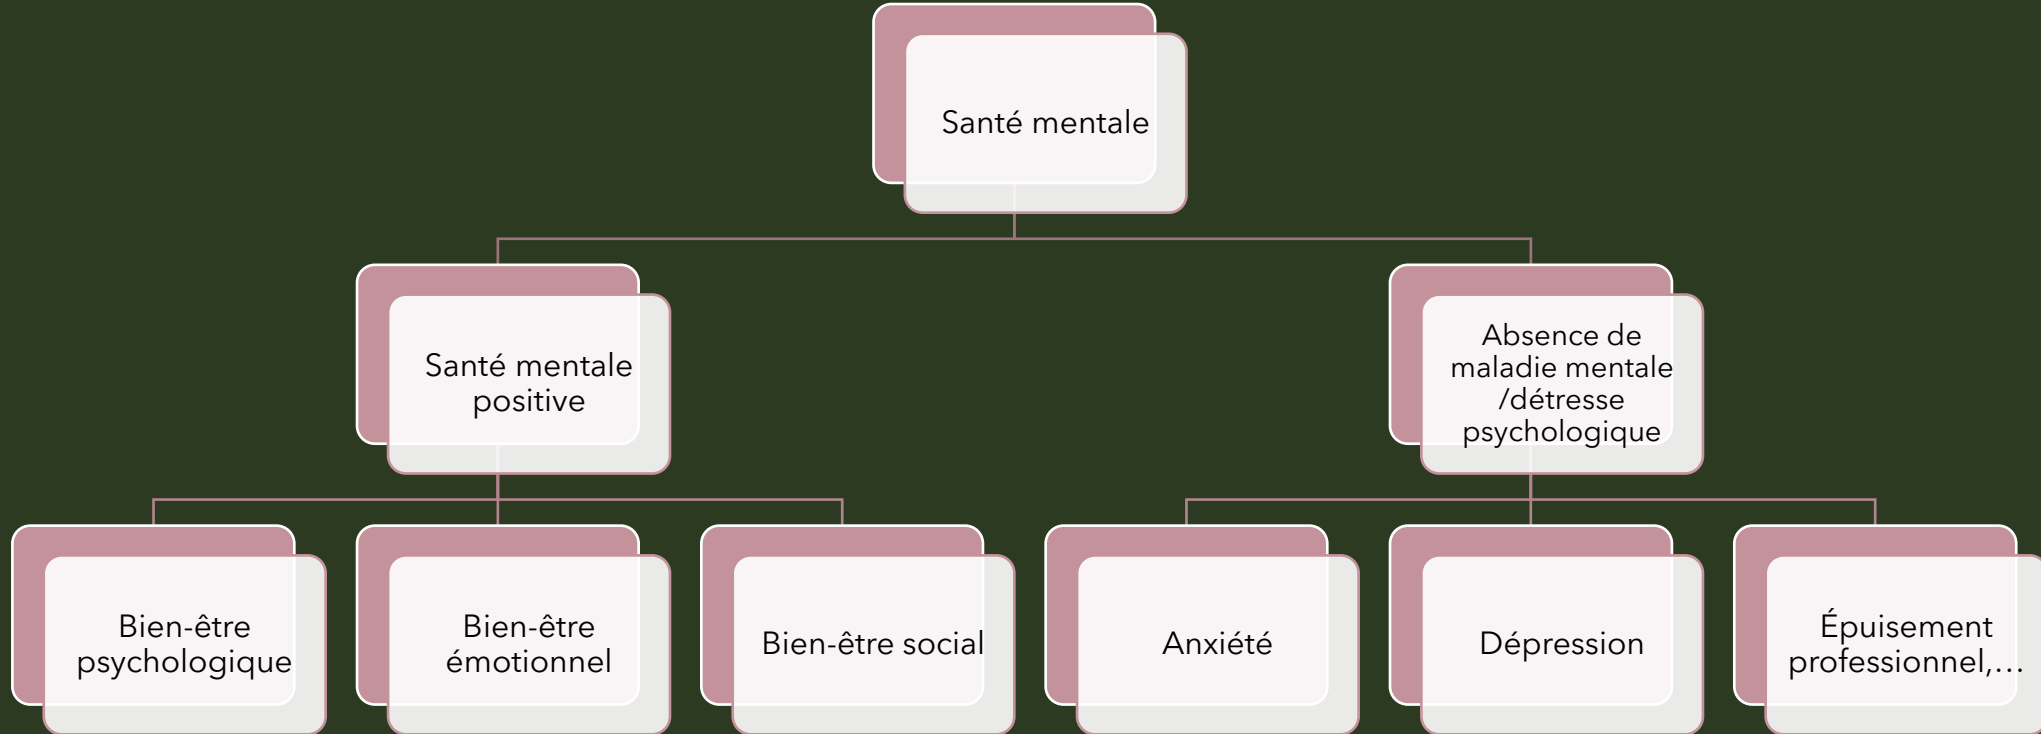 Santé mentale
Santé mentale
positive
Absence de
maladie mentale
/détresse
psychologique
Bien-être
psychologique
Bien-être
émotionnel
Bien-être social
Anxiété
Dépression
Épuisement
professionnel,…